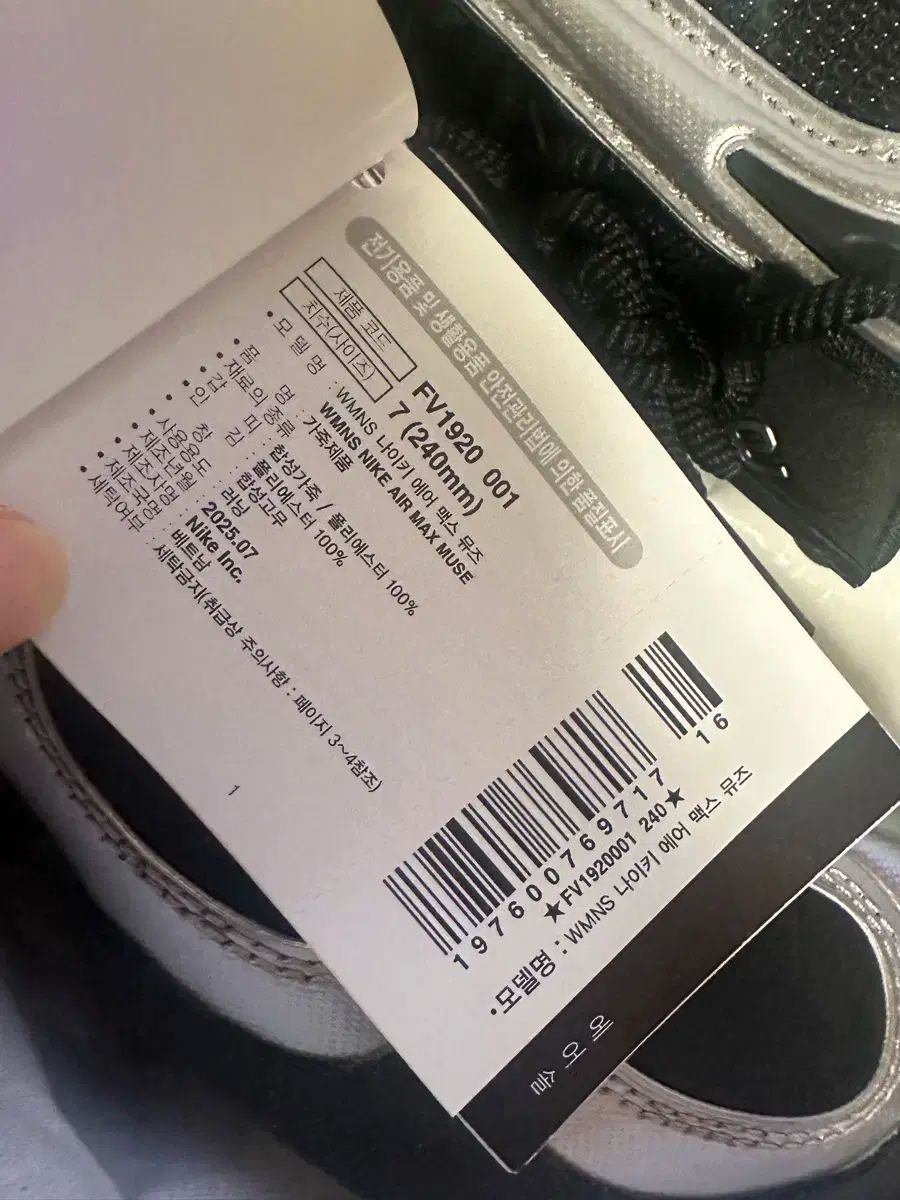 전기용품 및 생활용품 안전관리법에 의한 품질표시
제품 코드 FV1920 001
치수(사이즈) 7 (240mm)
• 모델명 : WMNS 나이키 에어 맥스 뮤즈
WMNS NIKE AIR MAX MUSE
• 품 명 : 가죽제품
• 재료의 종류
• 겉 피 : 합성가죽 / 폴리에스터 100%
• 안 감 : 폴리에스터 100%
• 창 : 합성고무
• 사용용도 : 러닝
• 제조년월 : 2025.07
• 제조자명 : Nike Inc.
• 제조국명 : 베트남
• 세탁여부 : 세탁금지(취급상 주의사항 : 페이지 3~4참조)
1
197600769717
16
★FV1920001 240★
•모델명 : WMNS 나이키 에어 맥스 뮤즈